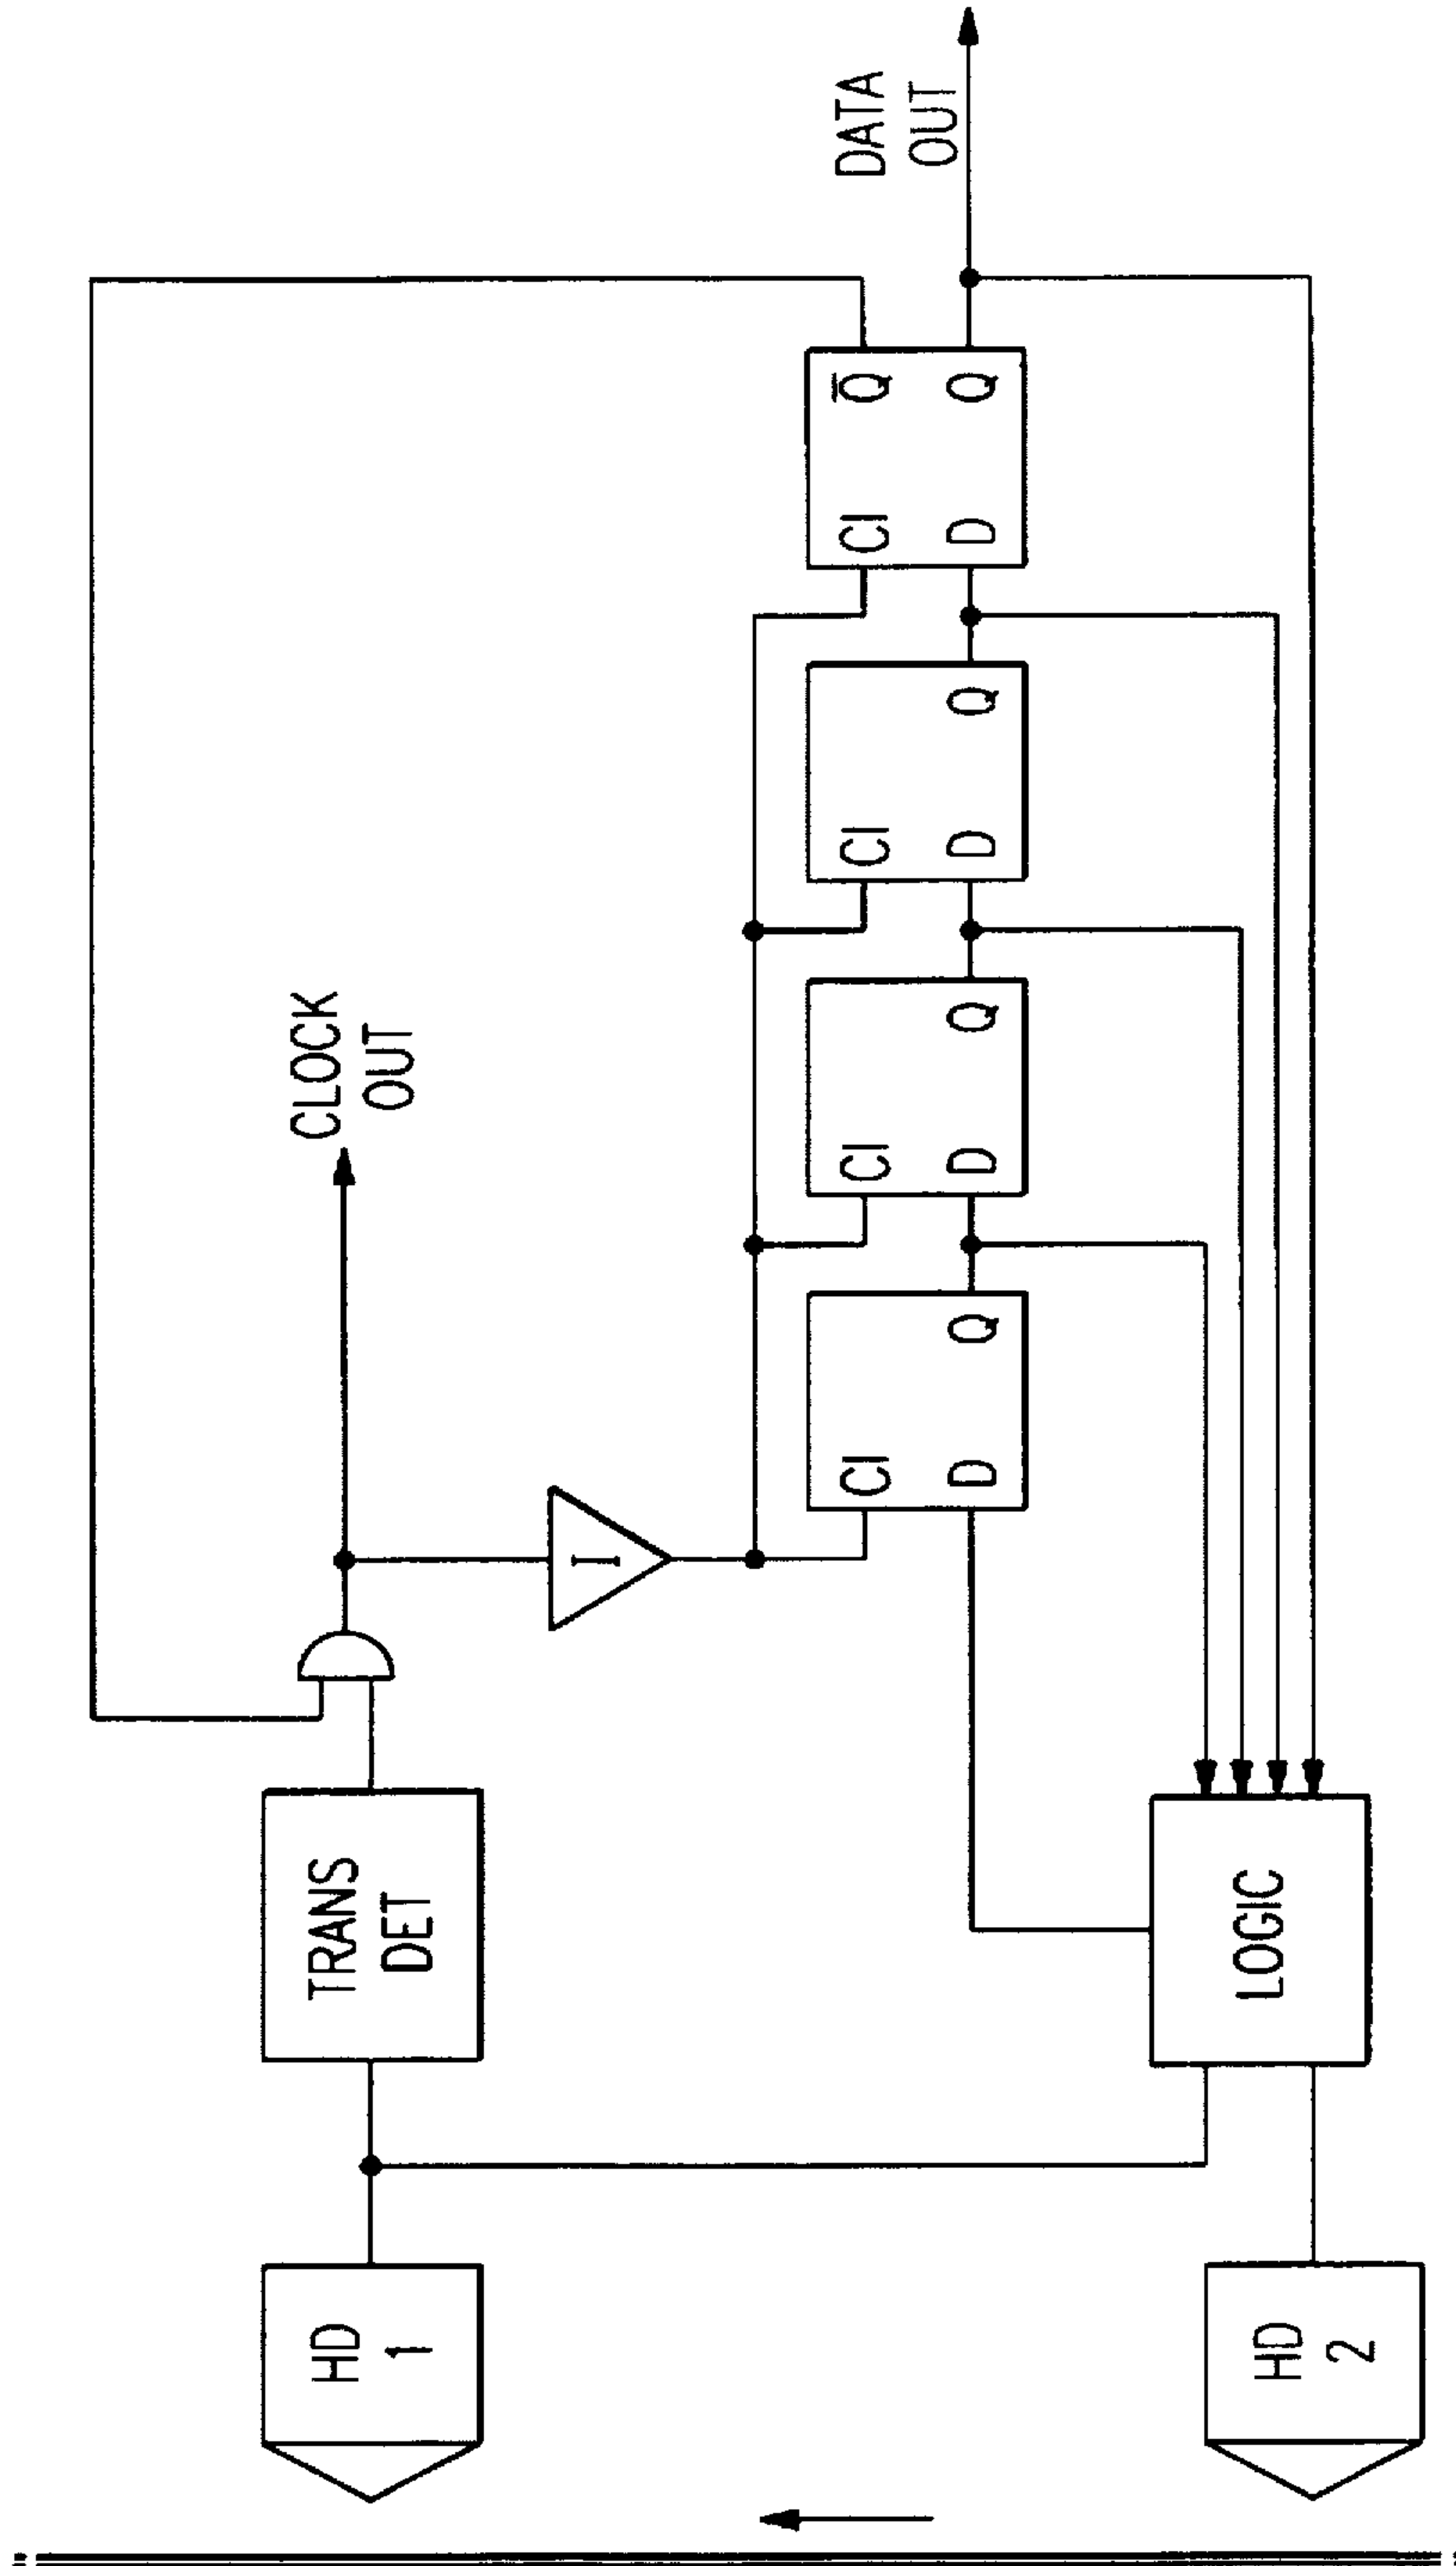 HD
1
TRANS
DET
CLOCK
OUT
I
CI
D
Q
CI
D
Q
CI
D
Q
CI
D
Q̅
Q
DATA
OUT
LOGIC
HD
2